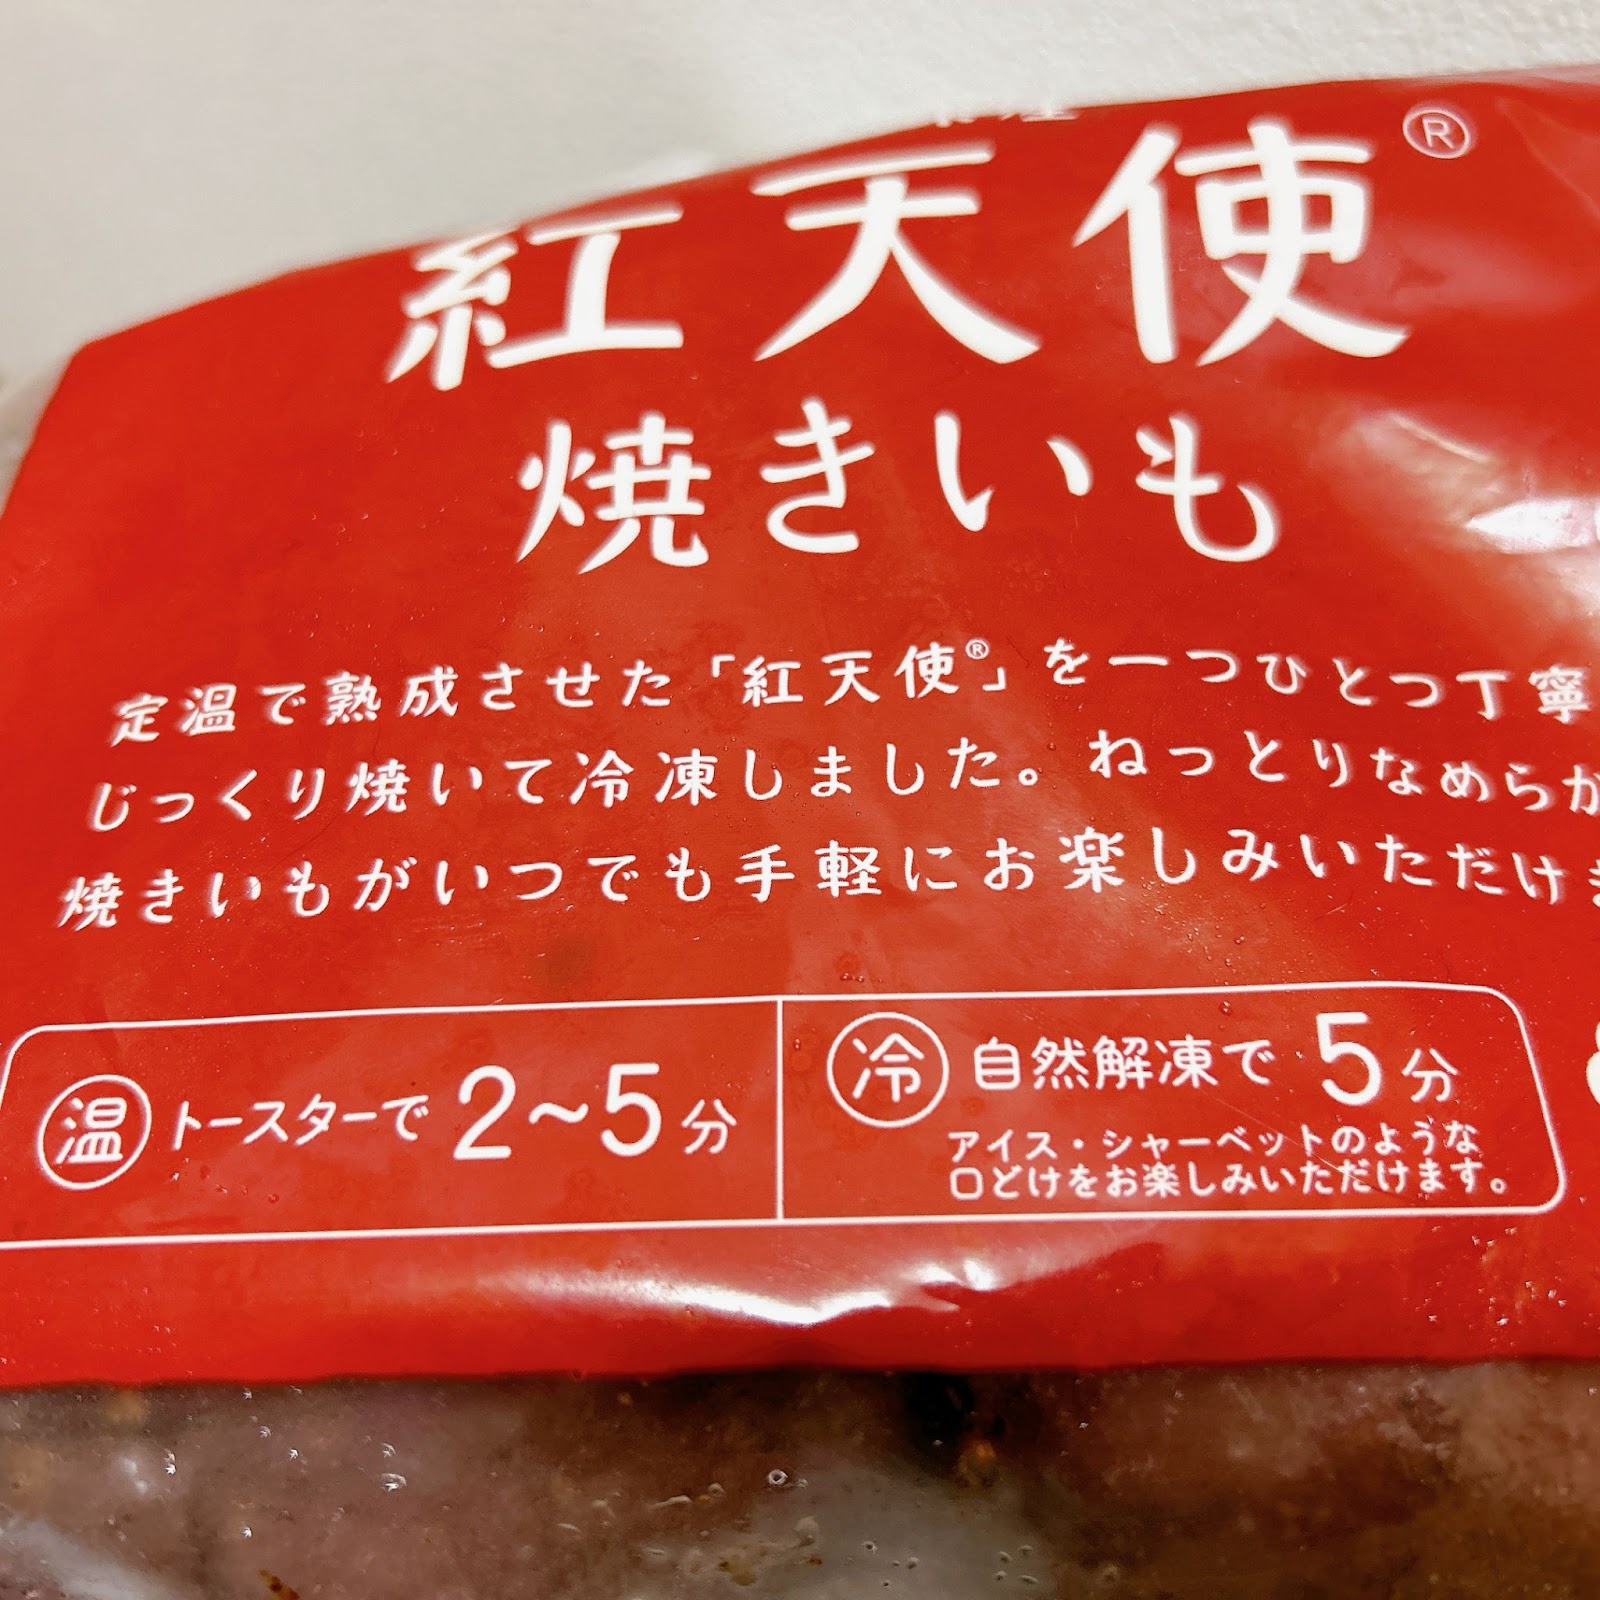 紅天使®
焼きいも
定温で熟成させた「紅天使®」を一つひとつ丁寧
じっくり焼いて冷凍しました。ねっとりなめらか
焼きいもがいつでも手軽にお楽しみいただけ
温 トースターで 2~5分
冷 自然解凍で 5分
アイス・シャーベットのような
口どけをお楽しみいただけます。